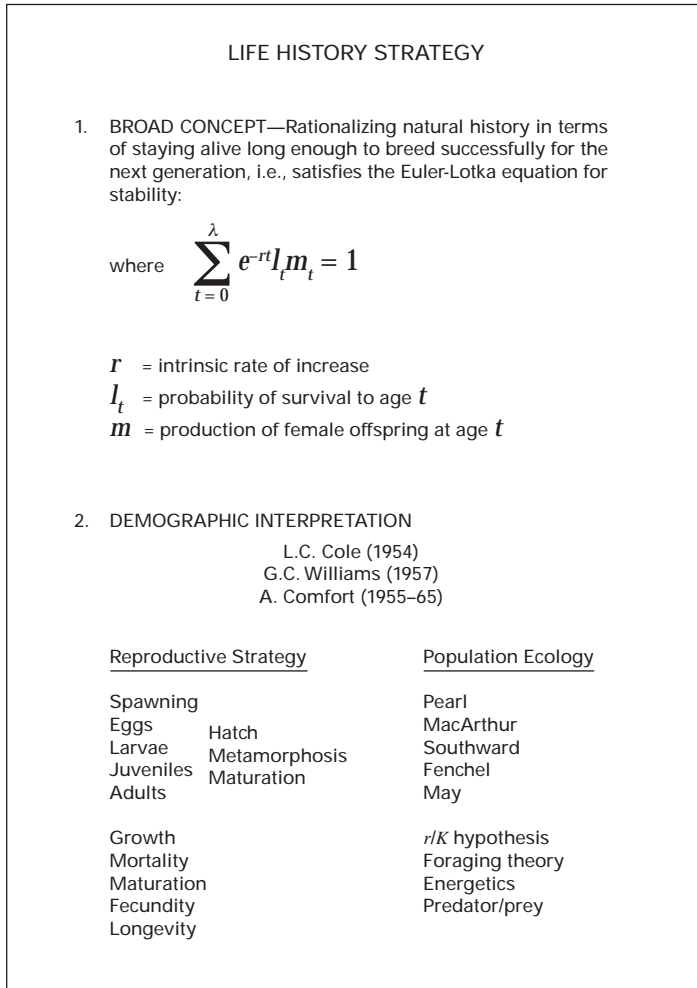 LIFE HISTORY STRATEGY
1. BROAD CONCEPT—Rationalizing natural history in terms
of staying alive long enough to breed successfully for the
next generation, i.e., satisfies the Euler-Lotka equation for
stability:
λ
where ∑ e^{–rt}l_t m_t = 1
t = 0
r = intrinsic rate of increase
l_t = probability of survival to age t
m = production of female offspring at age t
2. DEMOGRAPHIC INTERPRETATION
L.C. Cole (1954)
G.C. Williams (1957)
A. Comfort (1955–65)
Reproductive Strategy
Spawning
Eggs
Larvae
Juveniles
Adults
Hatch
Metamorphosis
Maturation
Growth
Mortality
Maturation
Fecundity
Longevity
Population Ecology
Pearl
MacArthur
Southward
Fenchel
May
r/K hypothesis
Foraging theory
Energetics
Predator/prey